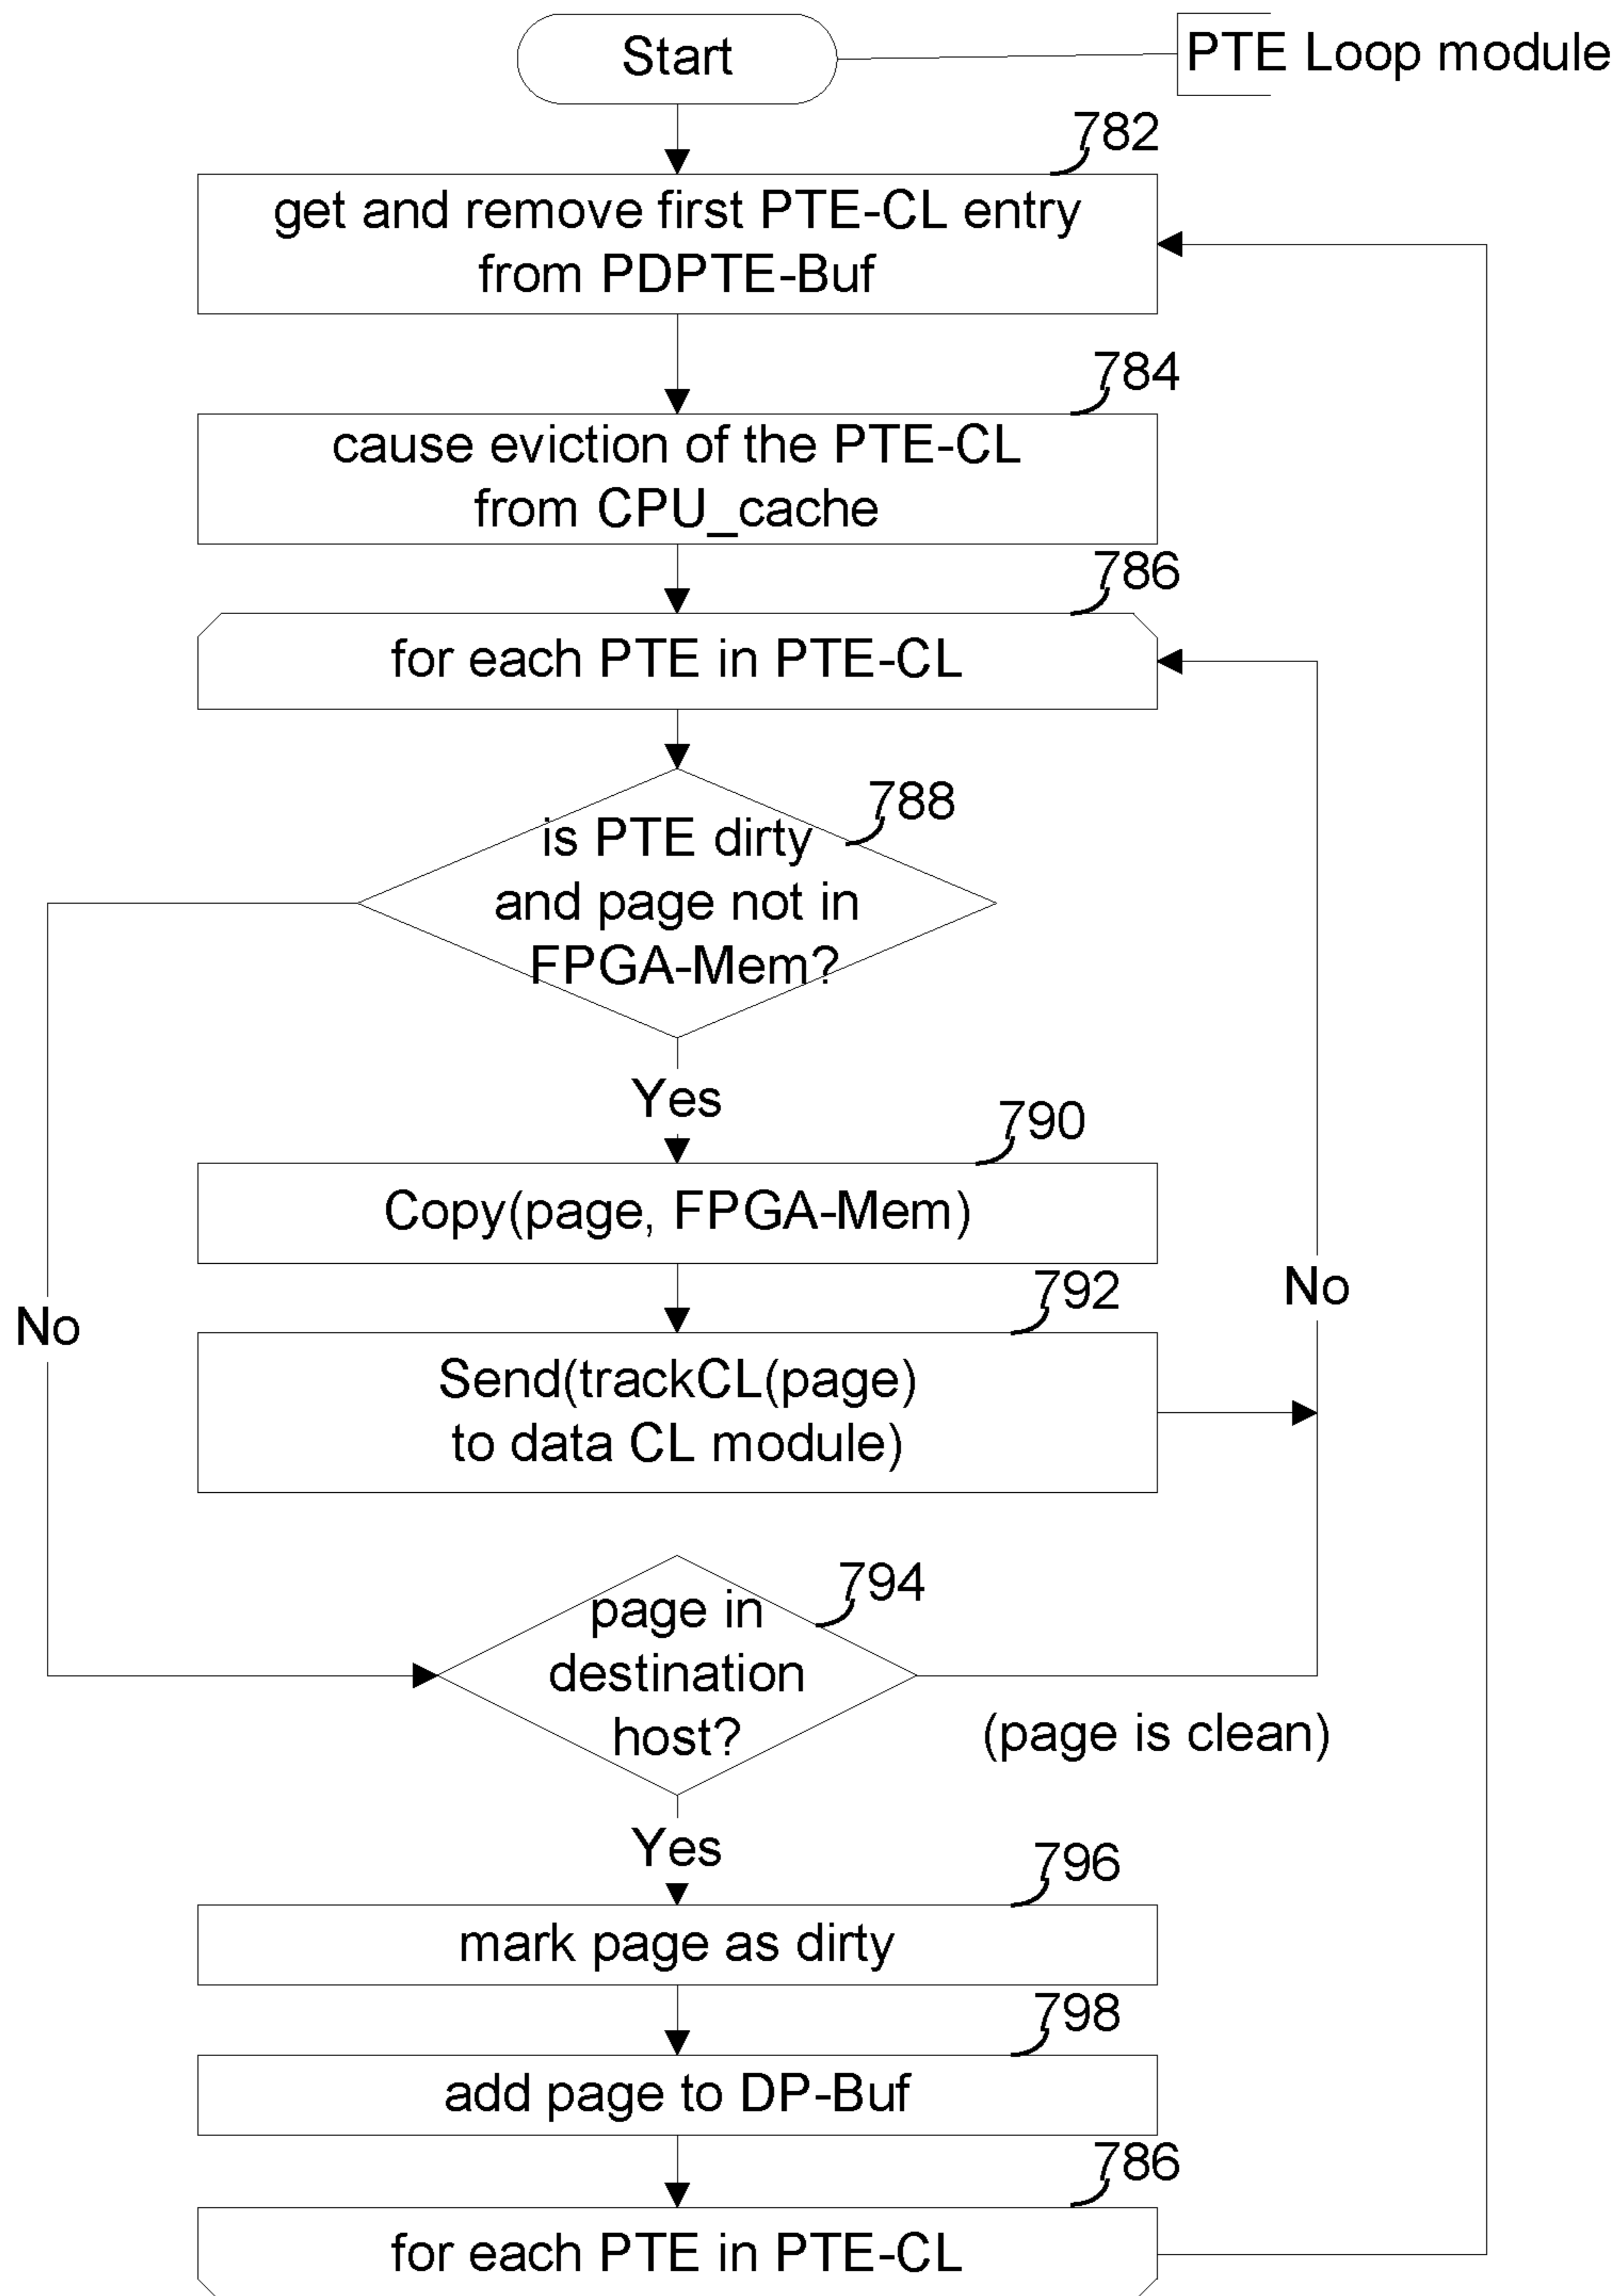 Start
PTE Loop module
782
get and remove first PTE-CL entry
from PDPTE-Buf
784
cause eviction of the PTE-CL
from CPU_cache
786
for each PTE in PTE-CL
788
is PTE dirty
and page not in
FPGA-Mem?
Yes
790
Copy(page, FPGA-Mem)
792
No
No
Send(trackCL(page)
to data CL module)
794
page in
destination
host?
(page is clean)
Yes
796
mark page as dirty
798
add page to DP-Buf
786
for each PTE in PTE-CL